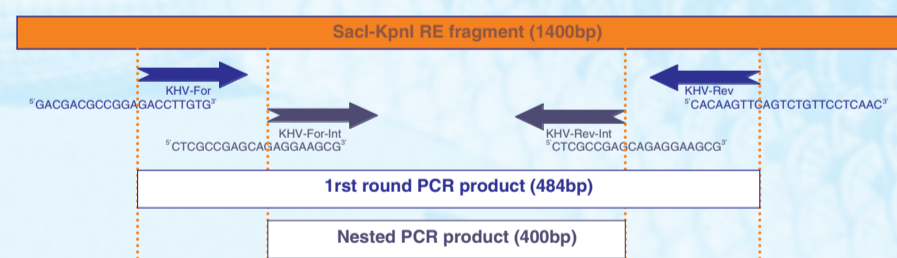 SacI-KpnI RE fragment (1400bp)
KHV-For
5'GACGACGCCGGAGACCTTGTG3'
KHV-Rev
5'CACAAGTTCAGTCTGTTCCTCAAC3'
KHV-For-Int
5'CTCGCCGAGCAGAGGAAGCG3'
KHV-Rev-Int
5'CTCGCCGAGCAGAGGAAGCG3'
1rst round PCR product (484bp)
Nested PCR product (400bp)